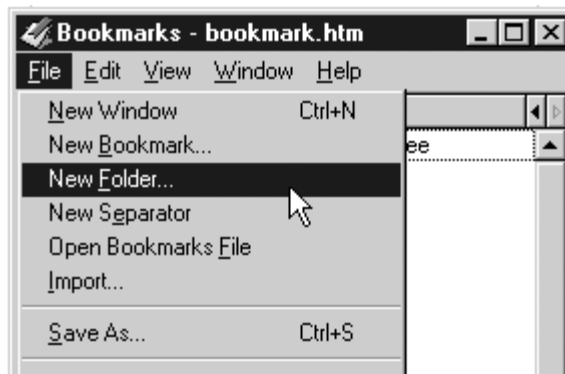 Bookmarks - bookmark.htm
File Edit View Window Help
New Window Ctrl+N
New Bookmark... ee
New Folder...
New Separator
Open Bookmarks File
Import...
Save As... Ctrl+S